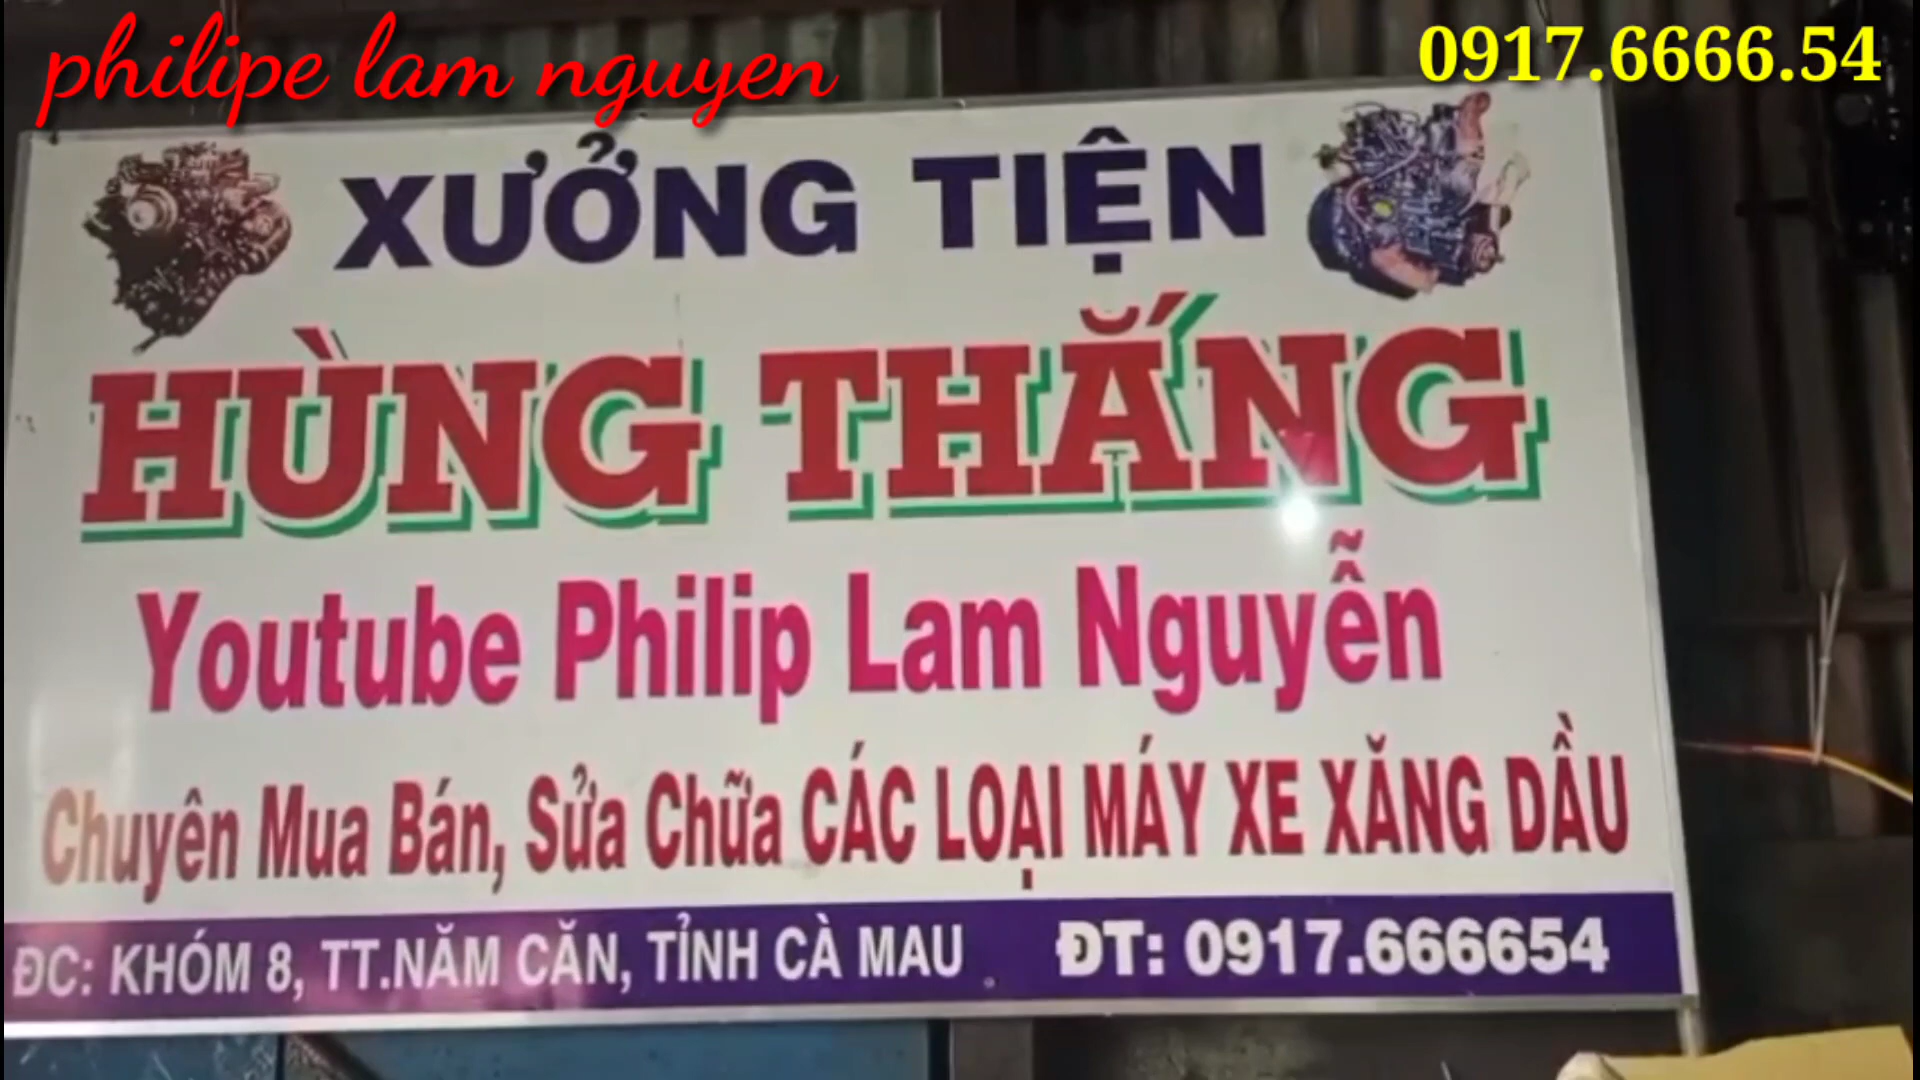 philipe lam nguyen
0917.6666.54
XƯỞNG TIỆN
HÙNG THẮNG
Youtube Philip Lam Nguyễn
Chuyên Mua Bán, Sửa Chữa CÁC LOẠI MÁY XE XĂNG DẦU
ĐC: KHÓM 8, TT.NĂM CĂN, TỈNH CÀ MAU ĐT: 0917.666654